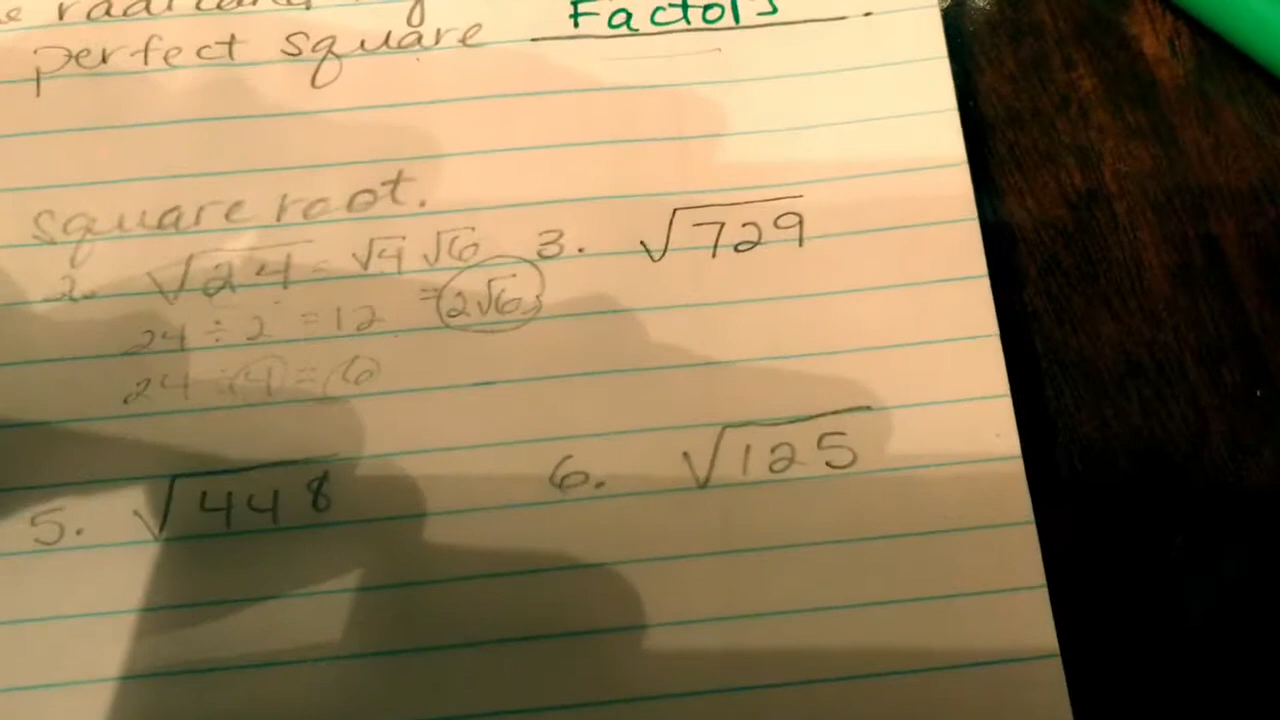 perfect square Factors.
square root.
2. √24 = √4 √6
24 ÷ 2 = 12 = 2√6
24 ÷ 4 = 6
3. √729
5. √448
6. √125